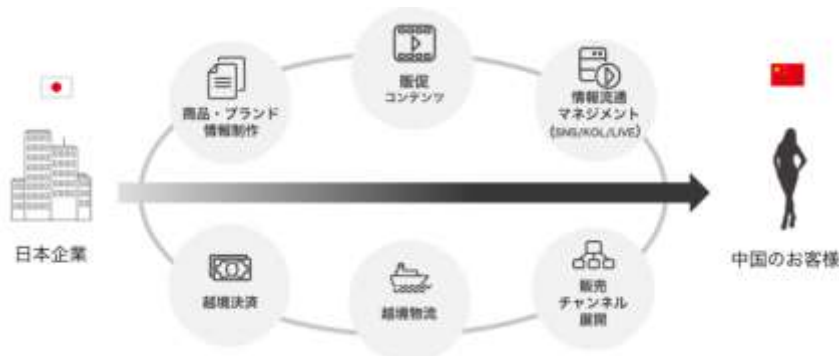 商品・ブランド
情報制作
販促
コンテンツ
情報流通
マネジメント
(SNS/KOL/LIVE)
日本企業
中国のお客様
越境決済
越境物流
販売
チャンネル
展開